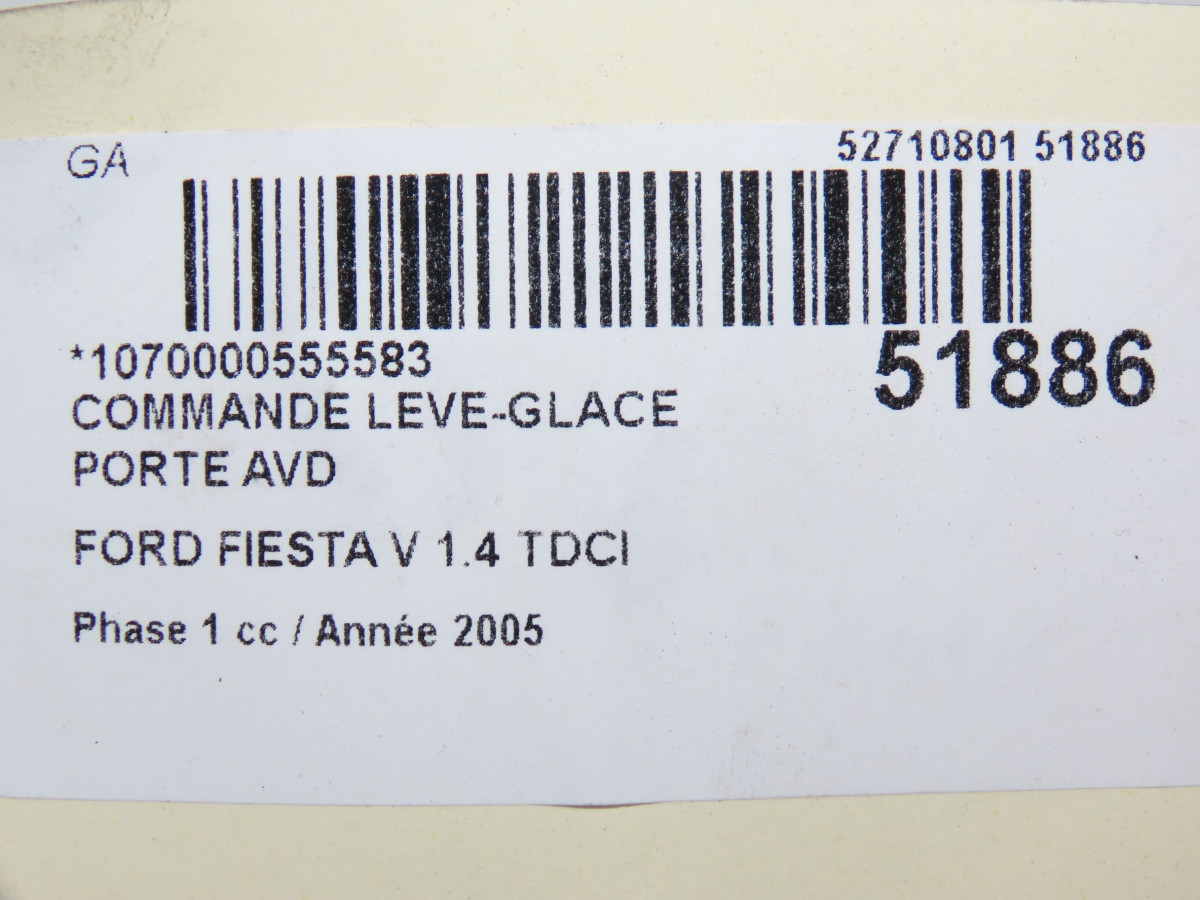 GA
52710801 51886
*1070000555583
51886
COMMANDE LEVE-GLACE
PORTE AVD
FORD FIESTA V 1.4 TDCI
Phase 1 cc / Année 2005